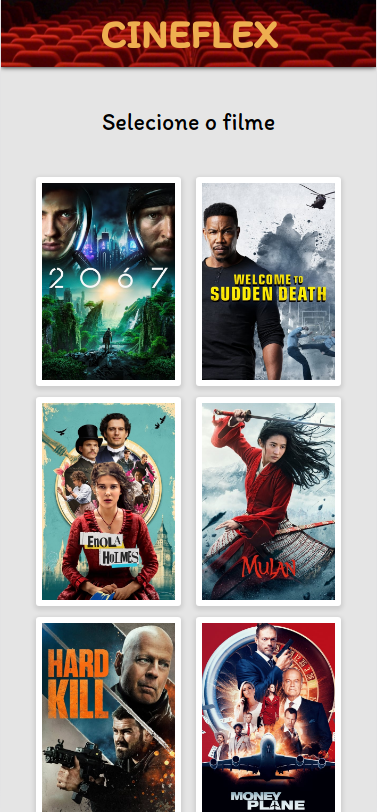 CINEFLEX
Selecione o filme
2067
WELCOME TO
SUDDEN DEATH
ENOLA
HOLMES
MULAN
HARD
KILL
MONEY
PLANE